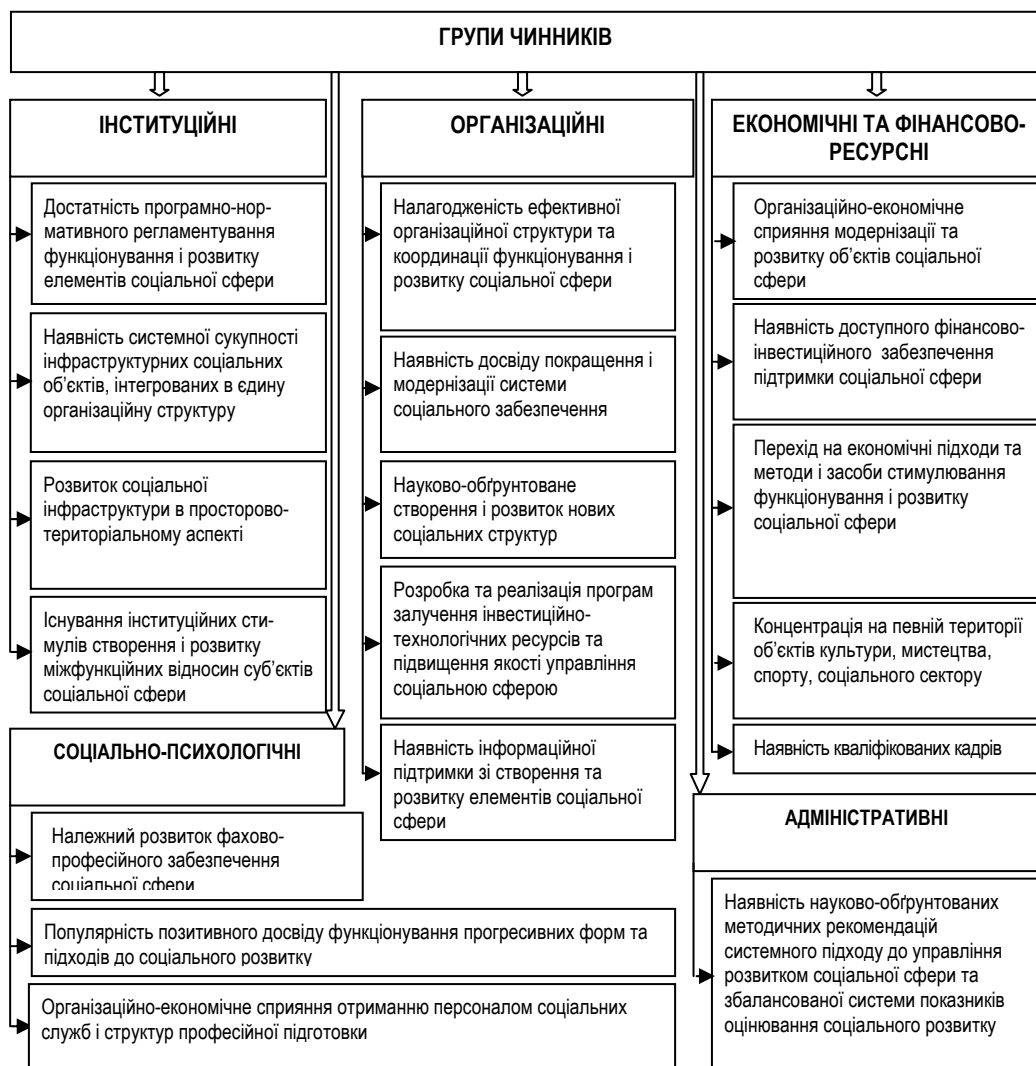 ГРУПИ ЧИННИКІВ
ІНСТИТУЦІЙНІ
Достатність програмно-нор-
мативного регламентування
функціонування і розвитку
елементів соціальної сфери
Наявність системної сукупності
інфраструктурних соціальних
об’єктів, інтегрованих в єдину
організаційну структуру
Розвиток соціальної
інфраструктури в просторово-
територіальному аспекті
Існування інституційних сти-
мулів створення і розвитку
міжфункційних відносин суб’єктів
соціальної сфери
ОРГАНІЗАЦІЙНІ
Налагодженість ефективної
організаційної структури та
координації функціонування і
розвитку соціальної сфери
Наявність досвіду покращення і
модернізації системи
соціального забезпечення
Науково-обґрунтоване
створення і розвиток нових
соціальних структур
Розробка та реалізація програм
залучення інвестиційно-
технологічних ресурсів та
підвищення якості управління
соціальною сферою
Наявність інформаційної
підтримки зі створення та
розвитку елементів соціальної
сфери
ЕКОНОМІЧНІ ТА ФІНАНСОВО-
РЕСУРСНІ
Організаційно-економічне
сприяння модернізації та
розвитку об’єктів соціальної
сфери
Наявність доступного фінансово-
інвестиційного забезпечення
підтримки соціальної сфери
Перехід на економічні підходи та
методи і засоби стимулювання
функціонування і розвитку
соціальної сфери
Концентрація на певній території
об’єктів культури, мистецтва,
спорту, соціального сектору
Наявність кваліфікованих кадрів
СОЦІАЛЬНО-ПСИХОЛОГІЧНІ
Належний розвиток фахово-
професійного забезпечення
соціальної сфери
Популярність позитивного досвіду функціонування прогресивних форм та
підходів до соціального розвитку
Організаційно-економічне сприяння отриманню персоналом соціальних
служб і структур професійної підготовки
АДМІНІСТРАТИВНІ
Наявність науково-обґрунтованих
методичних рекомендацій
системного підходу до управління
розвитком соціальної сфери та
збалансованої системи показників
оцінювання соціального розвитку